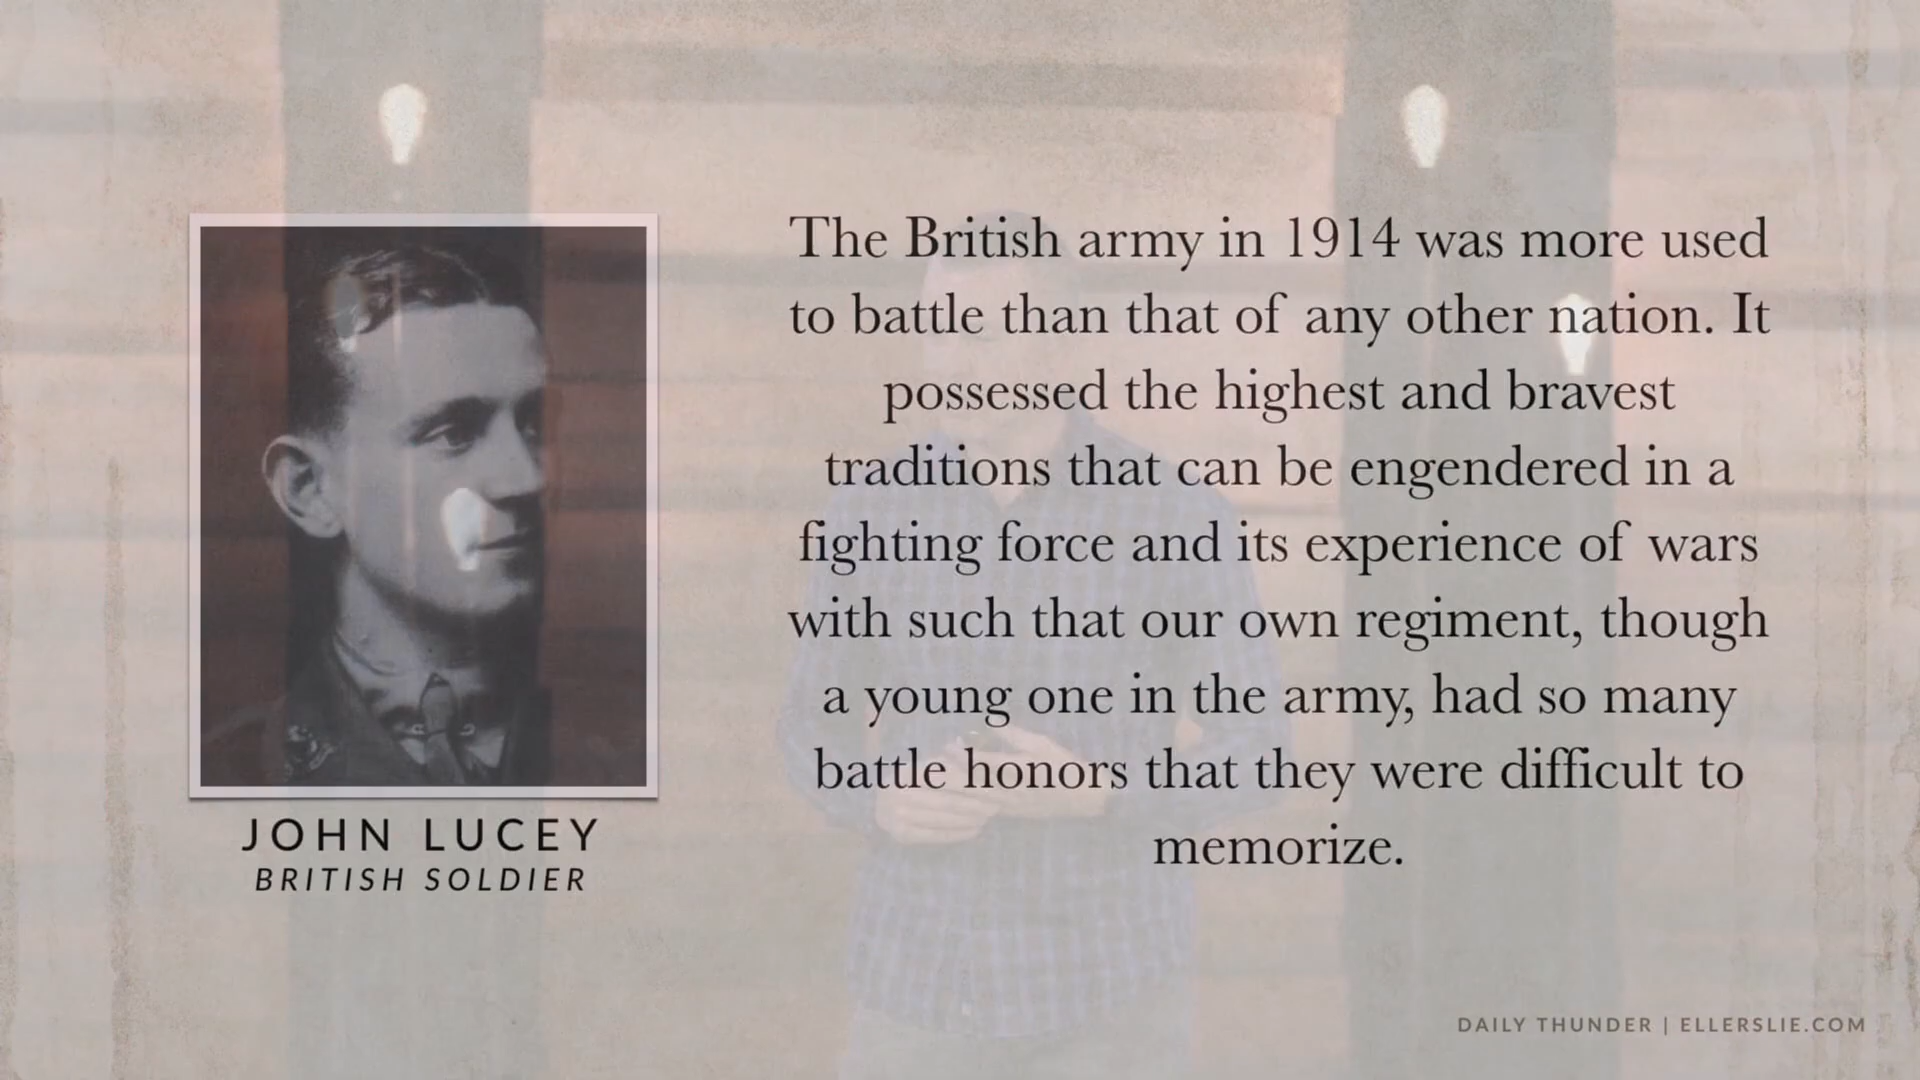 The British army in 1914 was more used
to battle than that of any other nation. It
possessed the highest and bravest
traditions that can be engendered in a
fighting force and its experience of wars
with such that our own regiment, though
a young one in the army, had so many
battle honors that they were difficult to
memorize.
JOHN LUCEY
BRITISH SOLDIER
DAILY THUNDER | ELLERSLIE.COM